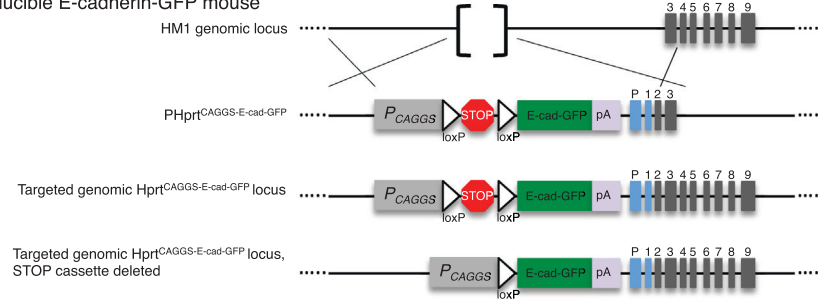 ucible E-cadherin-GFP mouse
3 4 5 6 7 8 9
HM1 genomic locus
P 1 2 3
PHprtCAGGS-E-cad-GFP
PCAGGS STOP E-cad-GFP pA
loxP loxP
P 1 2 3 4 5 6 7 8 9
Targeted genomic HprtCAGGS-E-cad-GFP locus
PCAGGS STOP E-cad-GFP pA
loxP loxP
P 1 2 3 4 5 6 7 8 9
Targeted genomic HprtCAGGS-E-cad-GFP locus,
STOP cassette deleted
PCAGGS E-cad-GFP pA
loxP